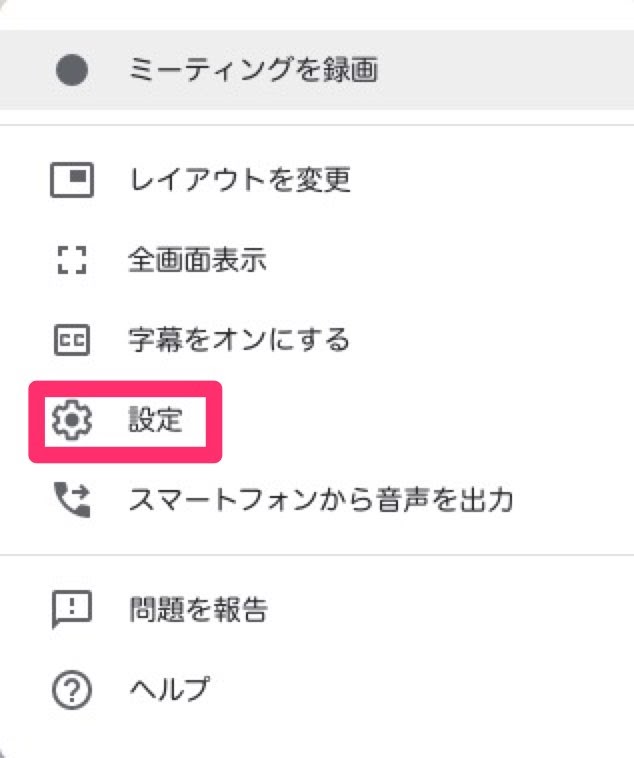 ミーティングを録画
レイアウトを変更
全画面表示
CC 字幕をオンにする
設定
スマートフォンから音声を出力
問題を報告
ヘルプ